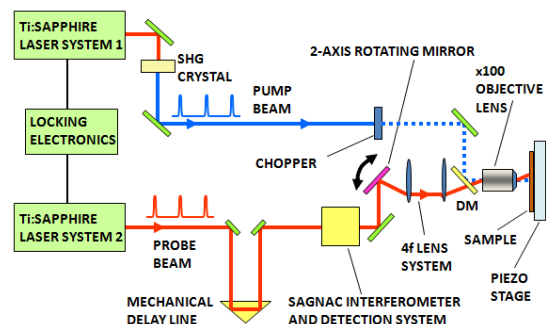 Ti:SAPPHIRE
LASER SYSTEM 1
SHG
CRYSTAL
2-AXIS ROTATING MIRROR
x100
OBJECTIVE
LENS
PUMP
BEAM
LOCKING
ELECTRONICS
CHOPPER
Ti:SAPPHIRE
LASER SYSTEM 2
PROBE
BEAM
DM
4f LENS
SYSTEM
SAMPLE
PIEZO
STAGE
MECHANICAL
DELAY LINE
SAGNAC INTERFEROMETER
AND DETECTION SYSTEM